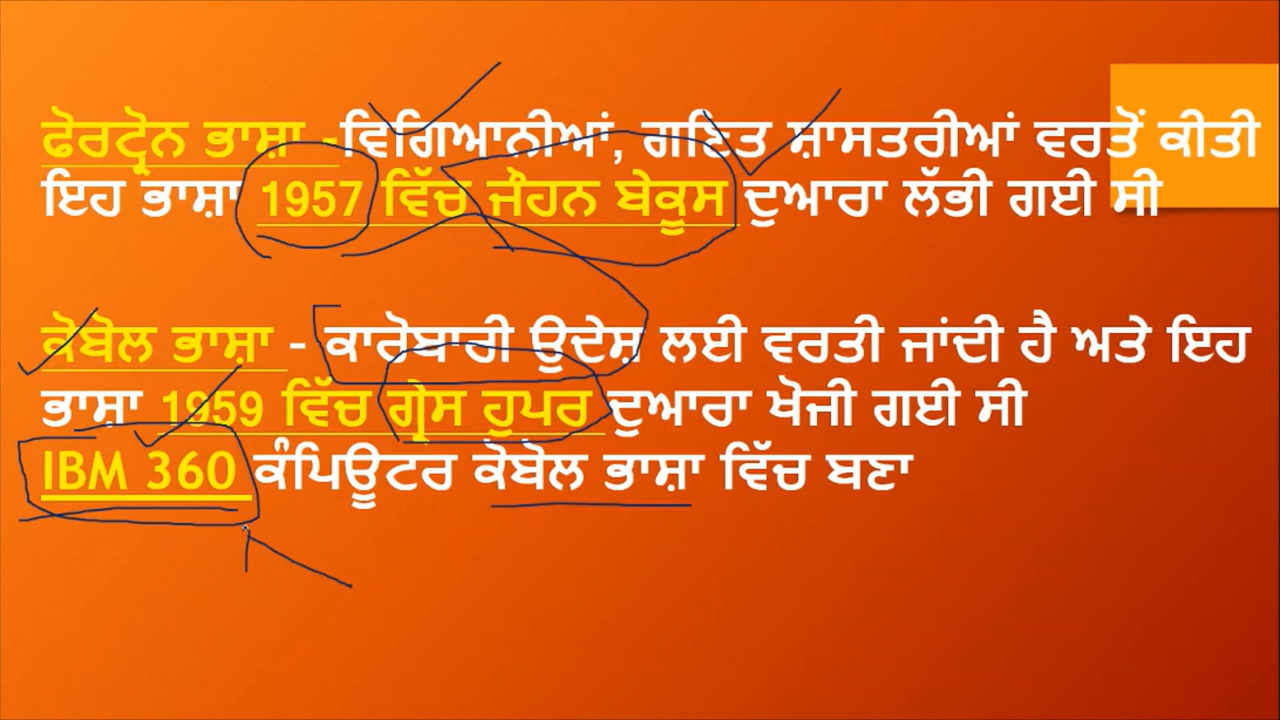 ਫੋਰਟ੍ਰੋਨ ਭਾਸ਼ਾ -ਵਿਗਿਆਨੀਆਂ, ਗਣਿਤ ਸ਼ਾਸਤਰੀਆਂ ਵਰਤੋਂ ਕੀਤੀ
ਇਹ ਭਾਸ਼ਾ 1957 ਵਿੱਚ ਜੌਹਨ ਬੇਕੂਸ ਦੁਆਰਾ ਲੱਭੀ ਗਈ ਸੀ
ਕੋਬੋਲ ਭਾਸ਼ਾ - ਕਾਰੋਬਾਰੀ ਉਦੇਸ਼ ਲਈ ਵਰਤੀ ਜਾਂਦੀ ਹੈ ਅਤੇ ਇਹ
ਭਾਸ਼ਾ 1959 ਵਿੱਚ ਗ੍ਰੇਸ ਹੁਪਰ ਦੁਆਰਾ ਖੋਜੀ ਗਈ ਸੀ
IBM 360 ਕੰਪਿਊਟਰ ਕੋਬੋਲ ਭਾਸ਼ਾ ਵਿੱਚ ਬਣਾ